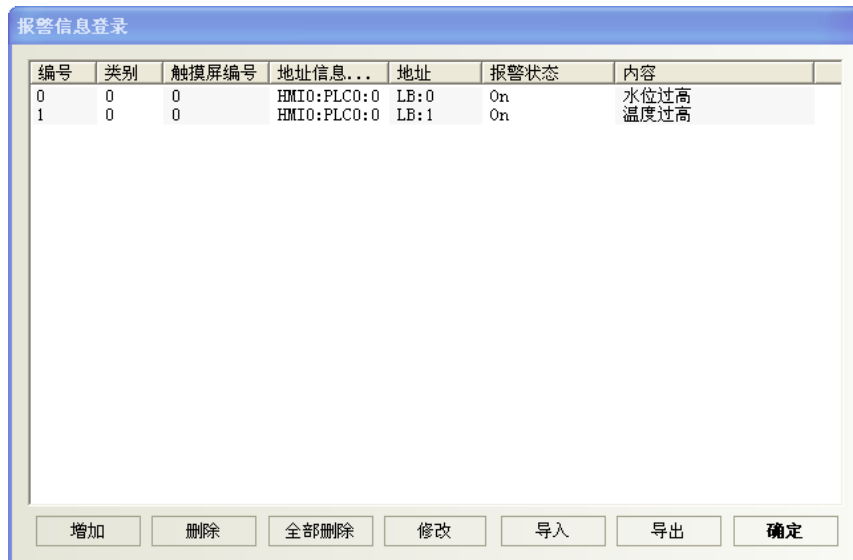 报警信息登录
编号 类别 触摸屏编号 地址信息... 地址 报警状态 内容
0 0 0 HMI0:PLC0:0 LB:0 On 水位过高
1 0 0 HMI0:PLC0:0 LB:1 On 温度过高
增加 删除 全部删除 修改 导入 导出 确定